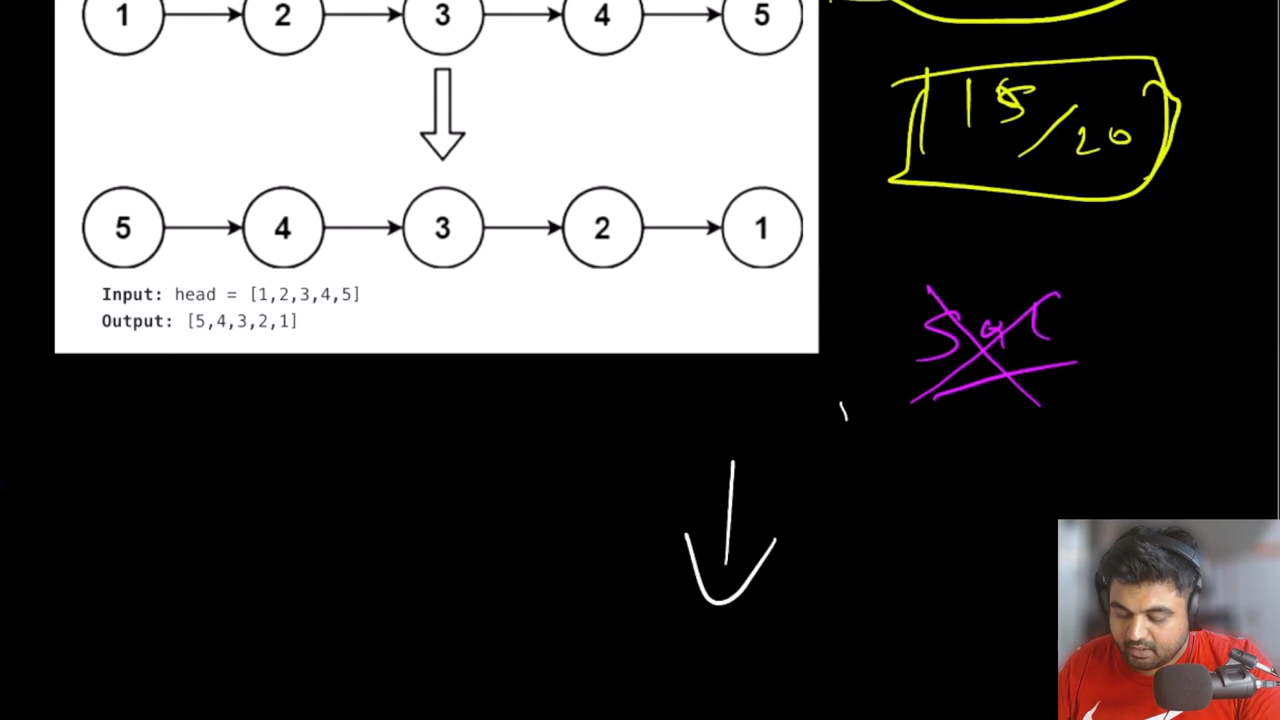 1 2 3 4 5
15/20
5 4 3 2 1
Input: head = [1,2,3,4,5]
Output: [5,4,3,2,1]